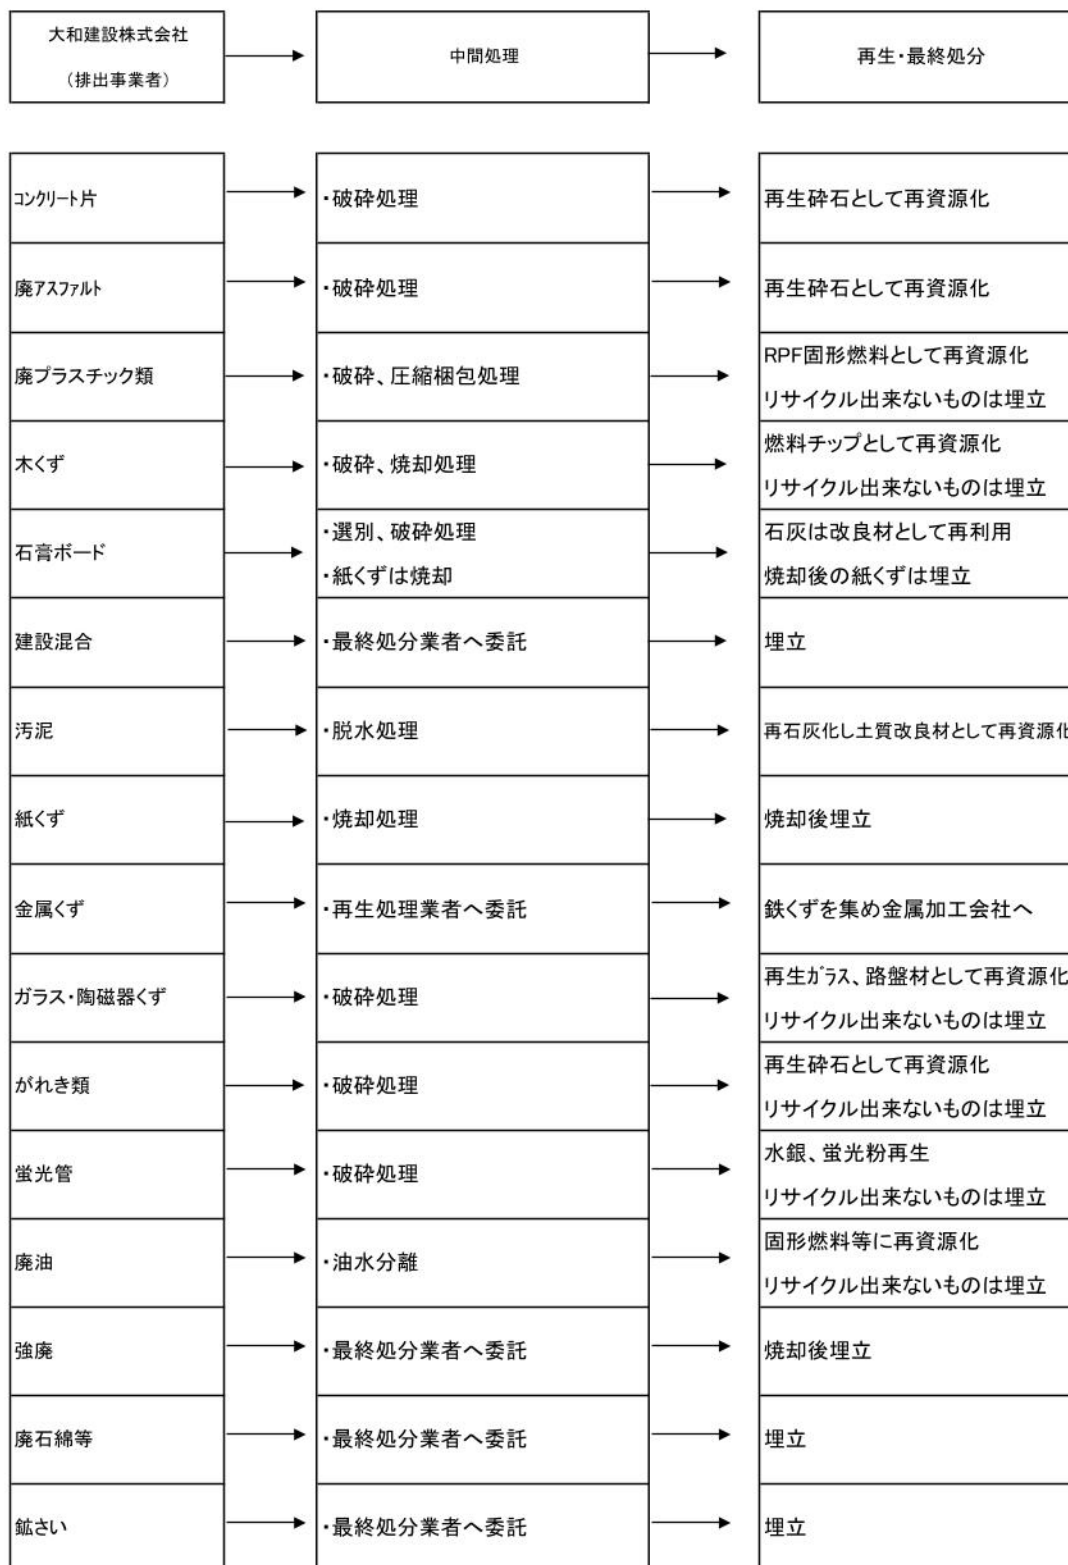 大和建設株式会社
（排出事業者）
中間処理
再生・最終処分
コンクリート片
・破砕処理
再生砕石として再資源化
廃アスファルト
・破砕処理
再生砕石として再資源化
廃プラスチック類
・破砕、圧縮梱包処理
RPF固形燃料として再資源化
リサイクル出来ないものは埋立
木くず
・破砕、焼却処理
燃料チップとして再資源化
リサイクル出来ないものは埋立
石膏ボード
・選別、破砕処理
・紙くずは焼却
石灰は改良材として再利用
焼却後の紙くずは埋立
建設混合
・最終処分業者へ委託
埋立
汚泥
・脱水処理
再石灰化し土質改良材として再資源化
紙くず
・焼却処理
焼却後埋立
金属くず
・再生処理業者へ委託
鉄くずを集め金属加工会社へ
ガラス・陶磁器くず
・破砕処理
再生ガラス、路盤材として再資源化
リサイクル出来ないものは埋立
がれき類
・破砕処理
再生砕石として再資源化
リサイクル出来ないものは埋立
蛍光管
・破砕処理
水銀、蛍光粉再生
リサイクル出来ないものは埋立
廃油
・油水分離
固形燃料等に再資源化
リサイクル出来ないものは埋立
強廃
・最終処分業者へ委託
焼却後埋立
廃石綿等
・最終処分業者へ委託
埋立
鉱さい
・最終処分業者へ委託
埋立